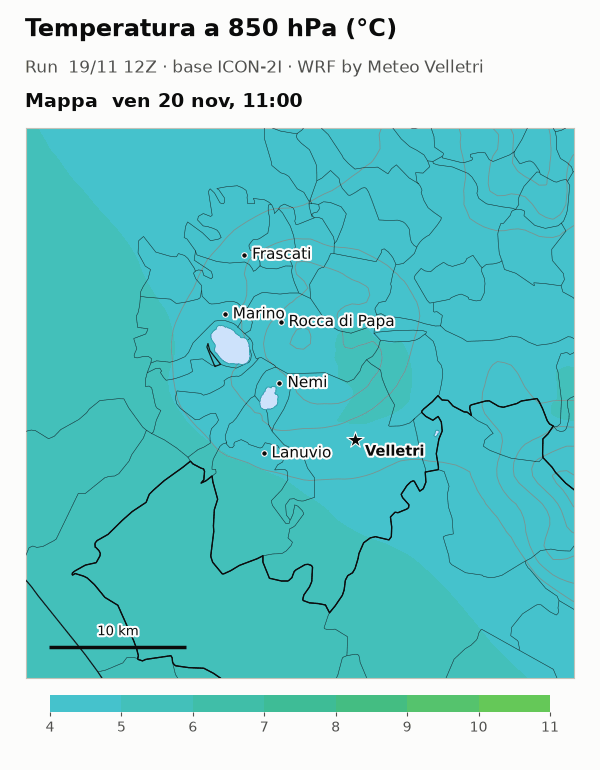 Temperatura a 850 hPa (°C)
Run  19/11 12Z · base ICON-2I · WRF by Meteo Velletri
Mappa  ven 20 nov, 11:00
Frascati
Marino
Rocca di Papa
Nemi
Velletri
Lanuvio
10 km
4 5 6 7 8 9 10 11